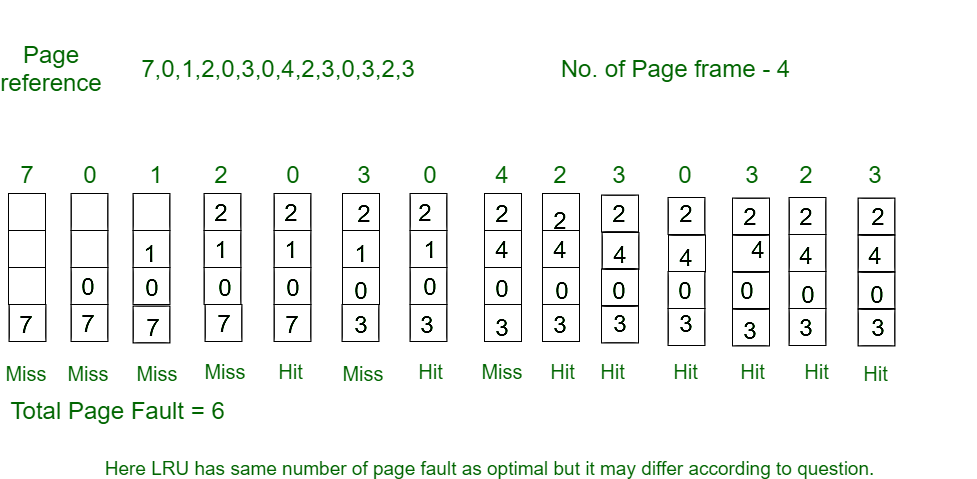 Page reference
7,0,1,2,0,3,0,4,2,3,0,3,2,3
No. of Page frame - 4
7 0 1 2 0 3 0 4 2 3 0 3 2 3
2 2 2 2 2 2 2 2 2 2 2
1 1 1 1 1 4 4 4 4 4 4 4
0 0 0 0 0 0 0 0 0 0 0 0 0
7 7 7 7 7 3 3 3 3 3 3 3 3 3
Miss Miss Miss Miss Hit Miss Hit Miss Hit Hit Hit Hit Hit Hit
Total Page Fault = 6
Here LRU has same number of page fault as optimal but it may differ according to question.